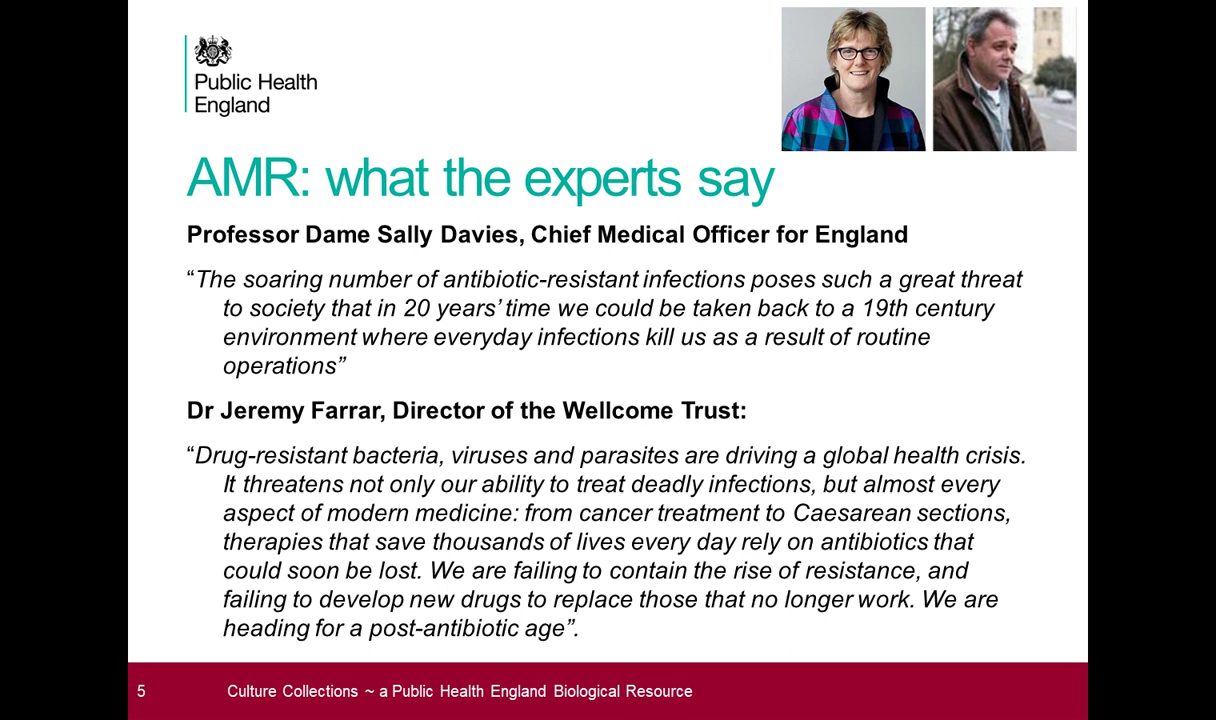 Public Health
England
AMR: what the experts say
Professor Dame Sally Davies, Chief Medical Officer for England
“The soaring number of antibiotic-resistant infections poses such a great threat
to society that in 20 years’ time we could be taken back to a 19th century
environment where everyday infections kill us as a result of routine
operations”
Dr Jeremy Farrar, Director of the Wellcome Trust:
“Drug-resistant bacteria, viruses and parasites are driving a global health crisis.
It threatens not only our ability to treat deadly infections, but almost every
aspect of modern medicine: from cancer treatment to Caesarean sections,
therapies that save thousands of lives every day rely on antibiotics that
could soon be lost. We are failing to contain the rise of resistance, and
failing to develop new drugs to replace those that no longer work. We are
heading for a post-antibiotic age”.
5 Culture Collections ~ a Public Health England Biological Resource